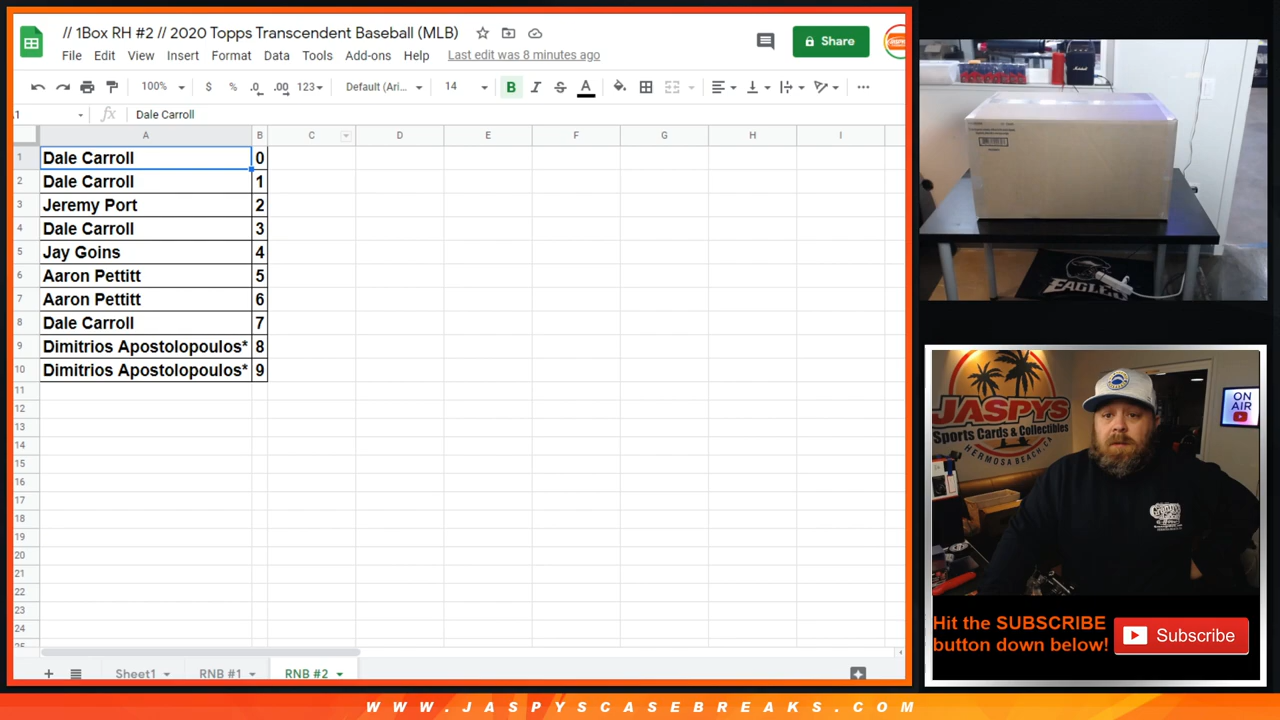 // 1Box RH #2 // 2020 Topps Transcendent Baseball (MLB)
File Edit View Insert Format Data Tools Add-ons Help Last edit was 8 minutes ago
Share
100% $ % .0 .00 123 Default (Ari... 14 B I S A
fx Dale Carroll
A B C D E F G H I
1 Dale Carroll 0
2 Dale Carroll 1
3 Jeremy Port 2
4 Dale Carroll 3
5 Jay Goins 4
6 Aaron Pettitt 5
7 Aaron Pettitt 6
8 Dale Carroll 7
9 Dimitrios Apostolopoulos* 8
10 Dimitrios Apostolopoulos* 9
11
12
13
14
15
16
17
18
19
20
21
22
23
24
Sheet1 RNB #1 RNB #2
EAGLES
JASPYS
Sports Cards & Collectibles
HERMOSA BEACH, CA
ON
AIR
Hit the SUBSCRIBE
button down below!
Subscribe
WWW.JASPYSCASEBREAKS.COM